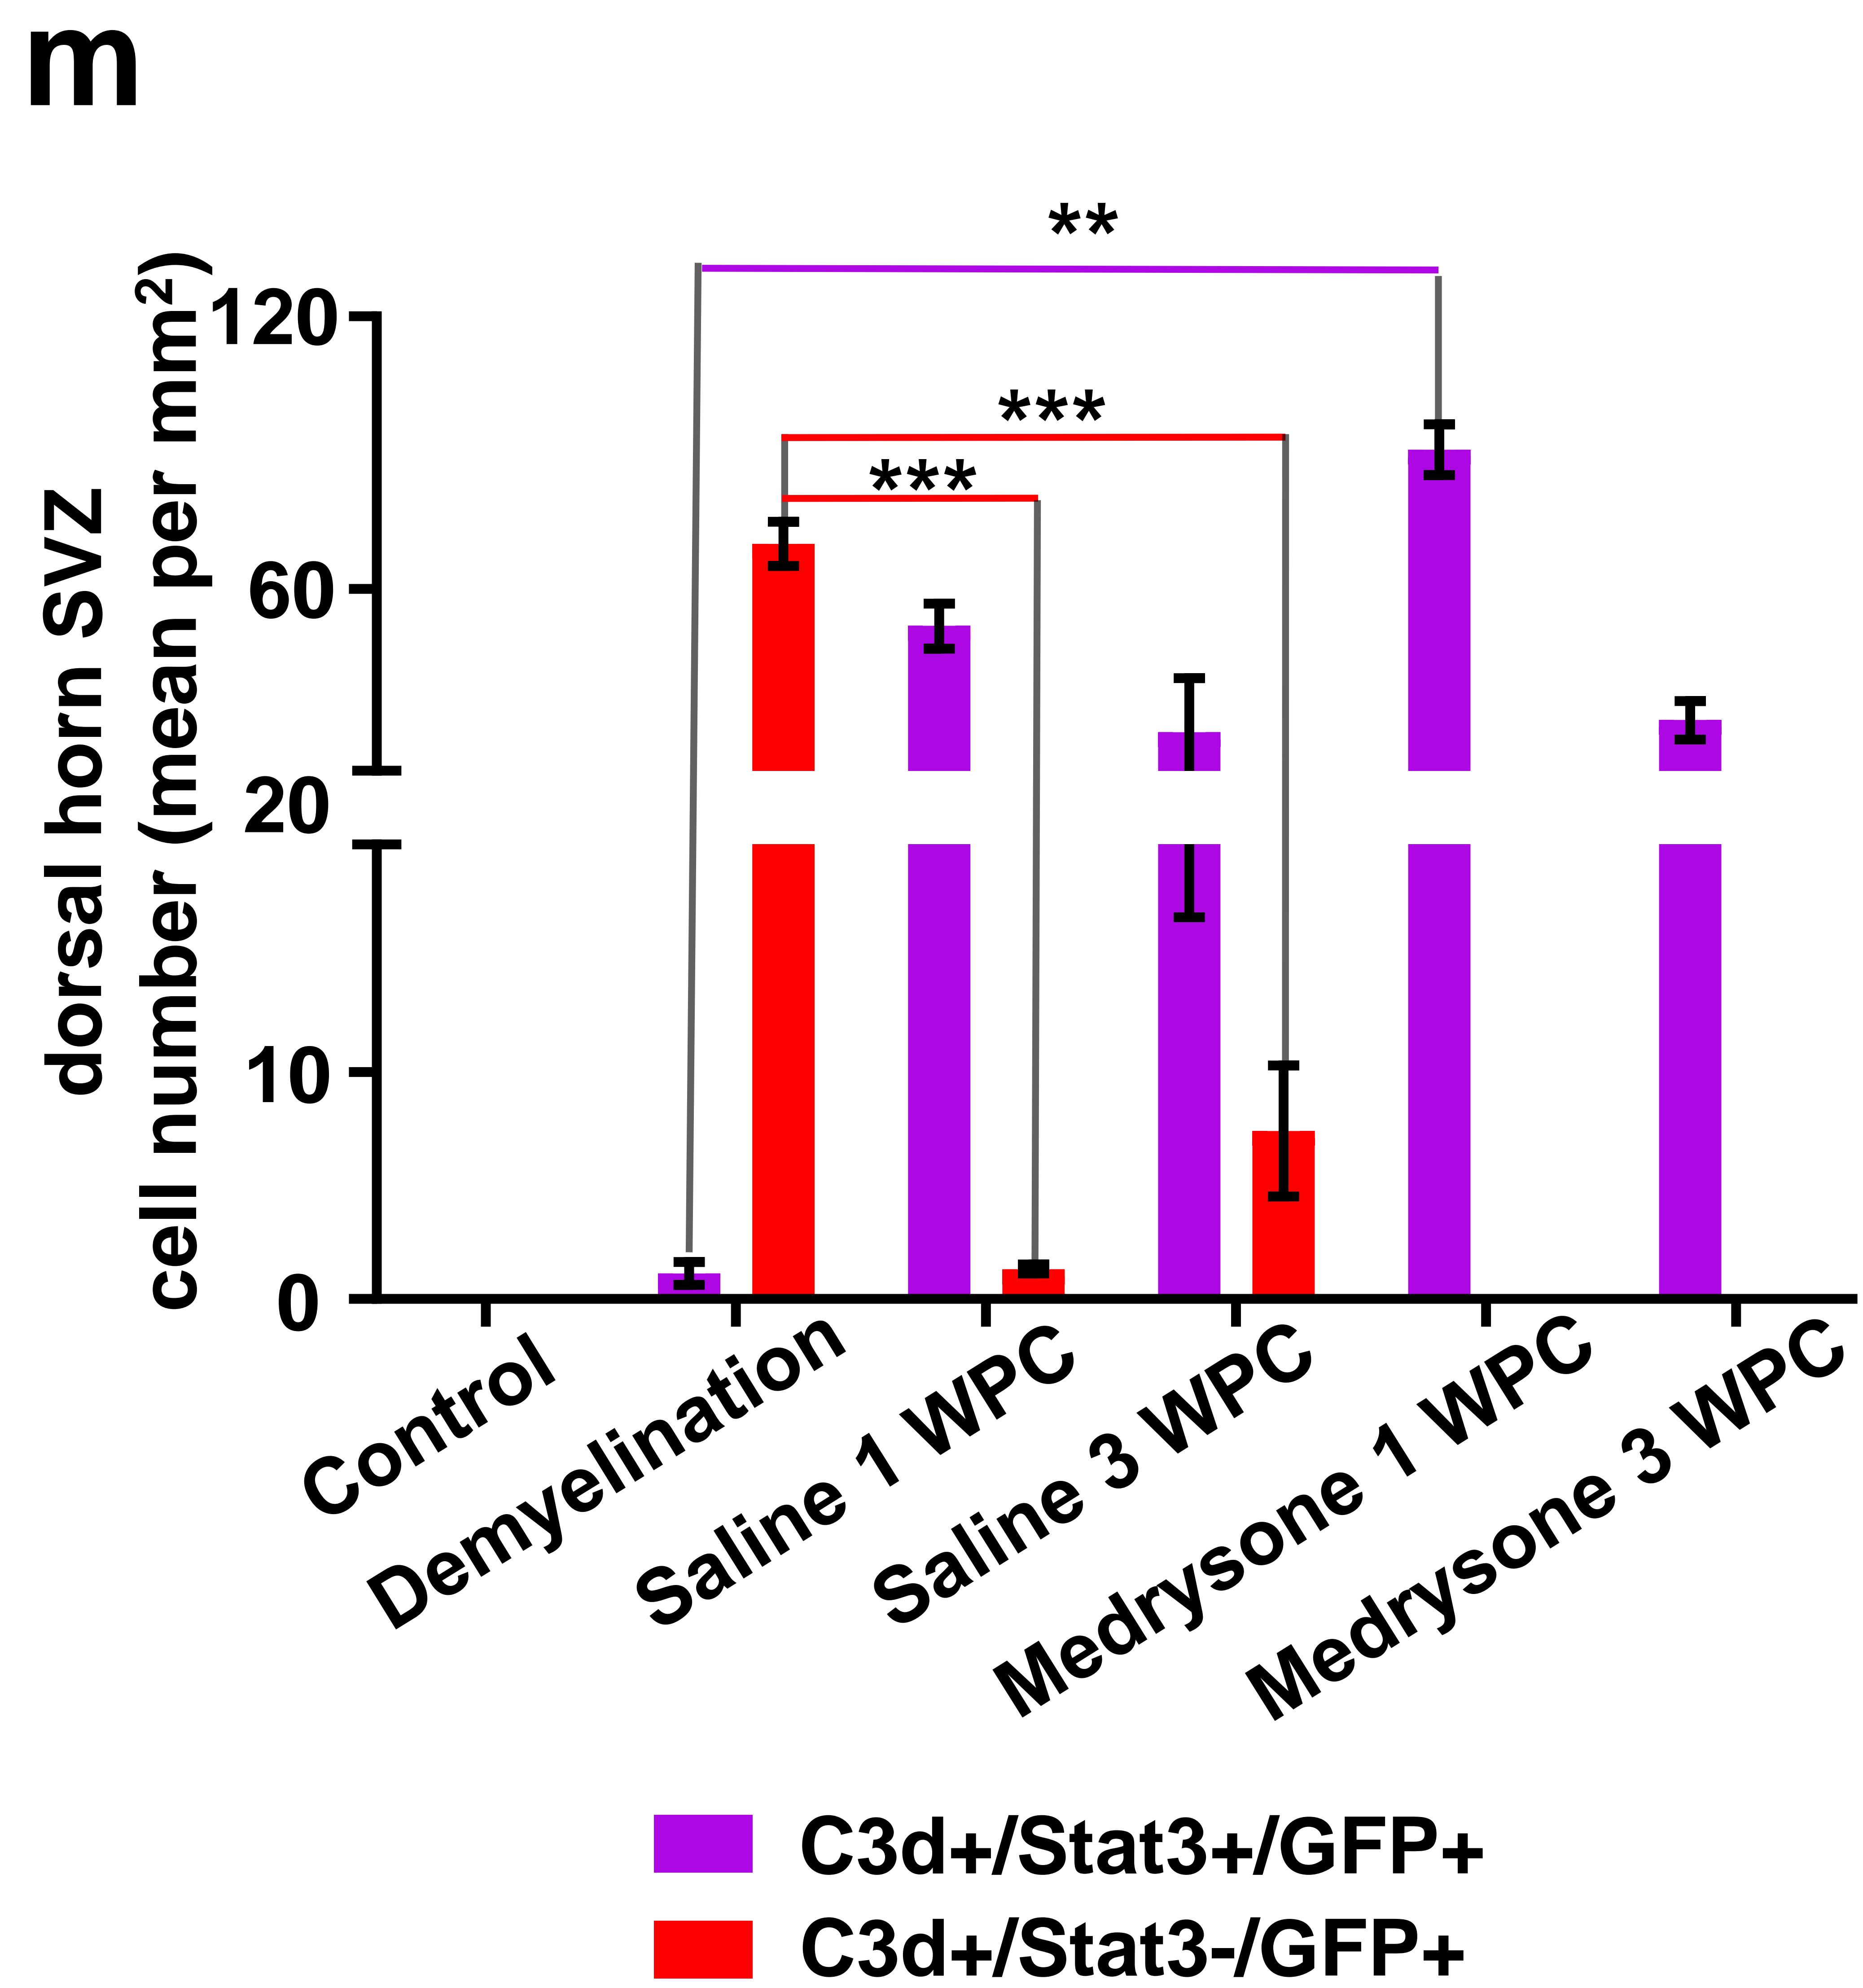 m
**
***
***
dorsal horn SVZ
cell number (mean per mm²)
120
60
20
10
0
Control
Demyelination
Saline 1 WPC
Saline 3 WPC
Medrysone 1 WPC
Medrysone 3 WPC
C3d+/Stat3+/GFP+
C3d+/Stat3-/GFP+